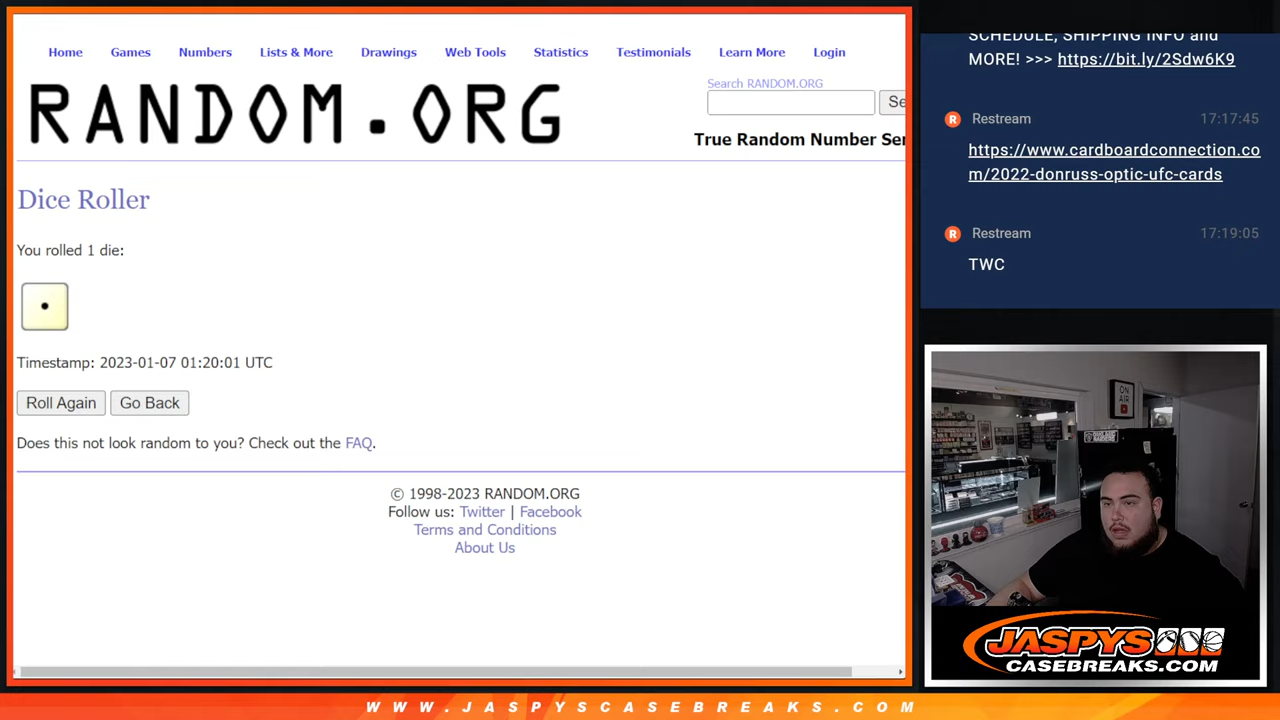 Home Games Numbers Lists & More Drawings Web Tools Statistics Testimonials Learn More Login
RANDOM.ORG
Search RANDOM.ORG
Se
True Random Number Ser
Dice Roller
You rolled 1 die:
Timestamp: 2023-01-07 01:20:01 UTC
Roll Again Go Back
Does this not look random to you? Check out the FAQ.
© 1998-2023 RANDOM.ORG
Follow us: Twitter | Facebook
Terms and Conditions
About Us
SCHEDULE, SHIPPING INFO and
MORE! >>> https://bit.ly/2Sdw6K9
Restream 17:17:45
https://www.cardboardconnection.co
m/2022-donruss-optic-ufc-cards
Restream 17:19:05
TWC
ON
AIR
JASPYS
CASEBREAKS.COM
WWW.JASPYSCASEBREAKS.COM